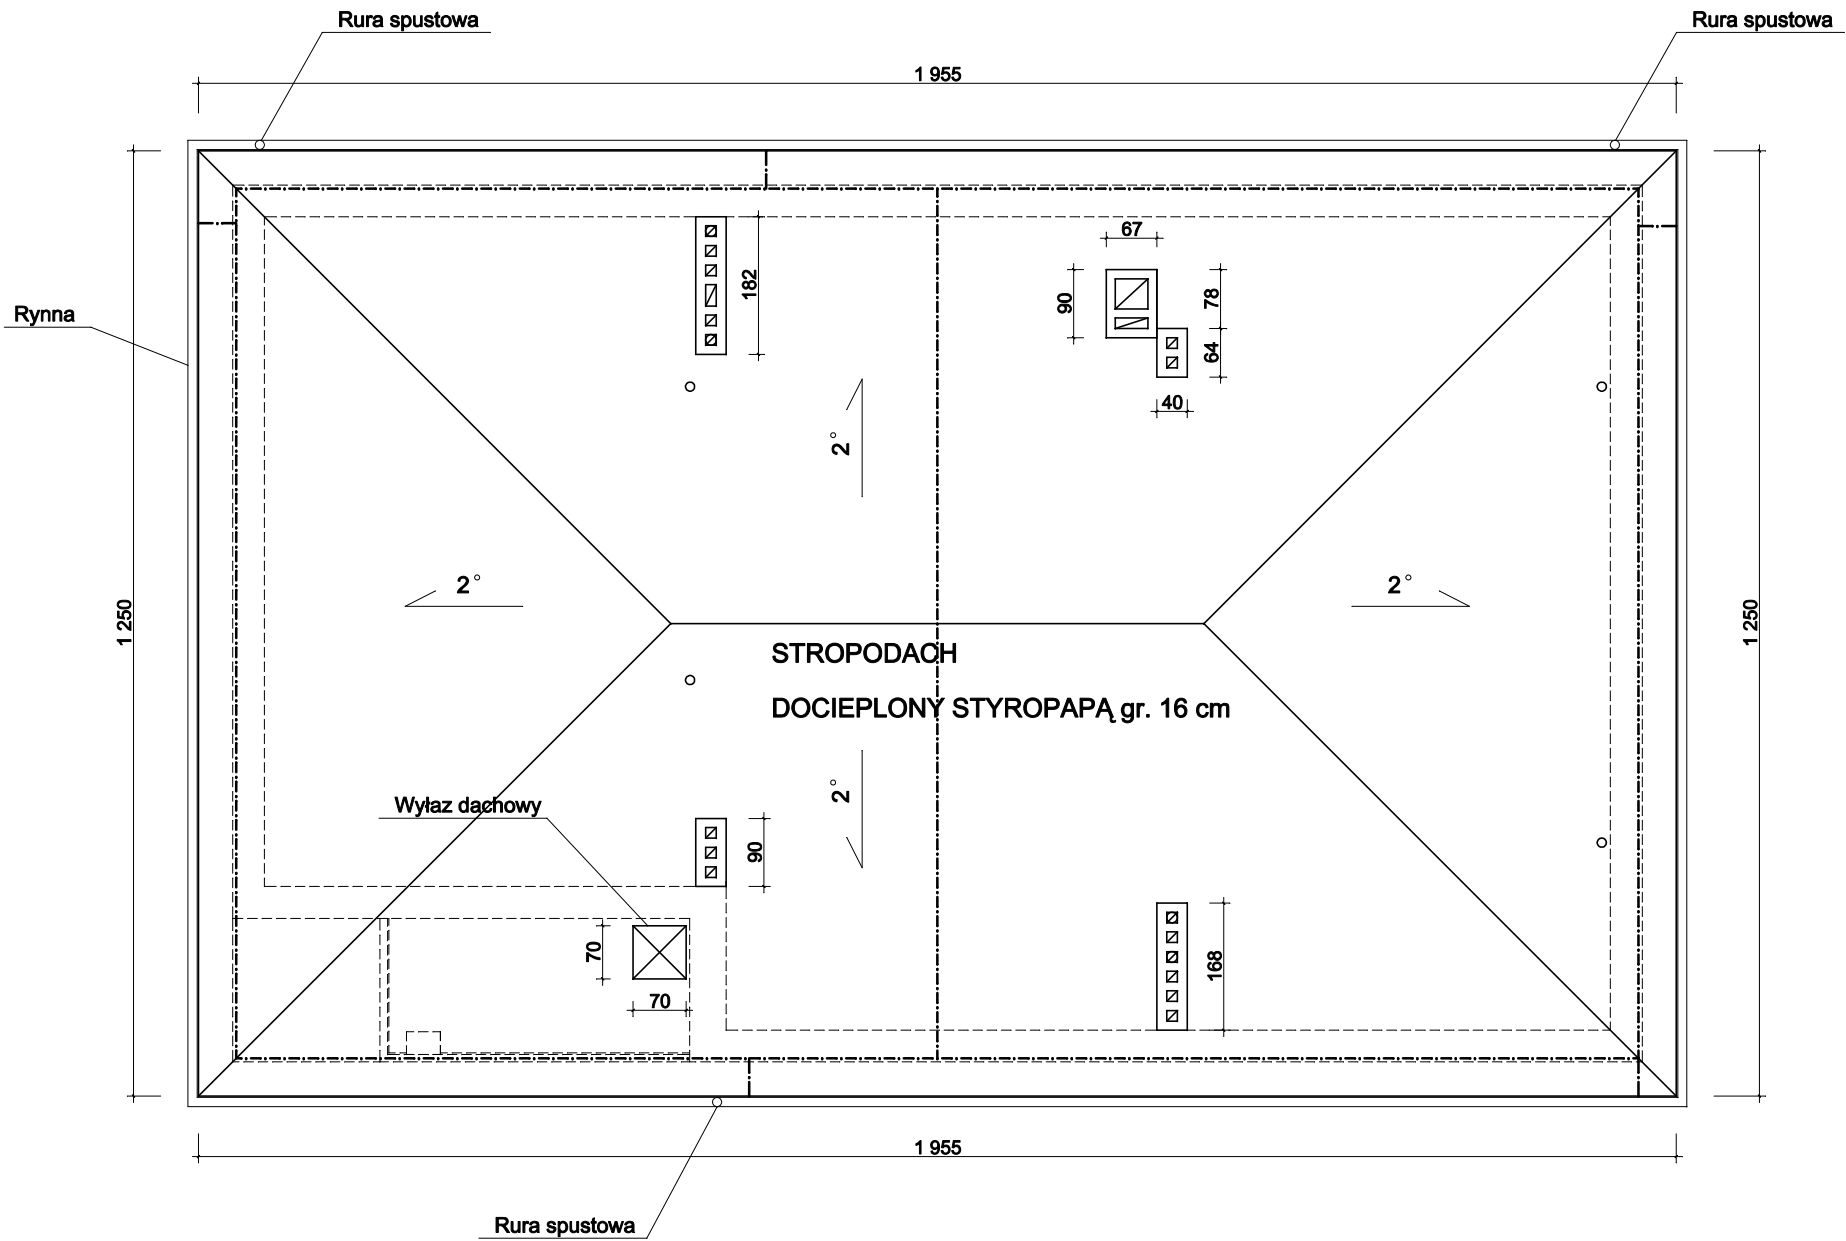 Rura spustowa
Rura spustowa
1 955
67
182
90
78
Rynna
64
40
2°
2°
2°
1 250
1 250
STROPODACH
DOCIEPLONY STYROPAPĄ gr. 16 cm
2°
Wyłaz dachowy
90
70
168
70
1 955
Rura spustowa